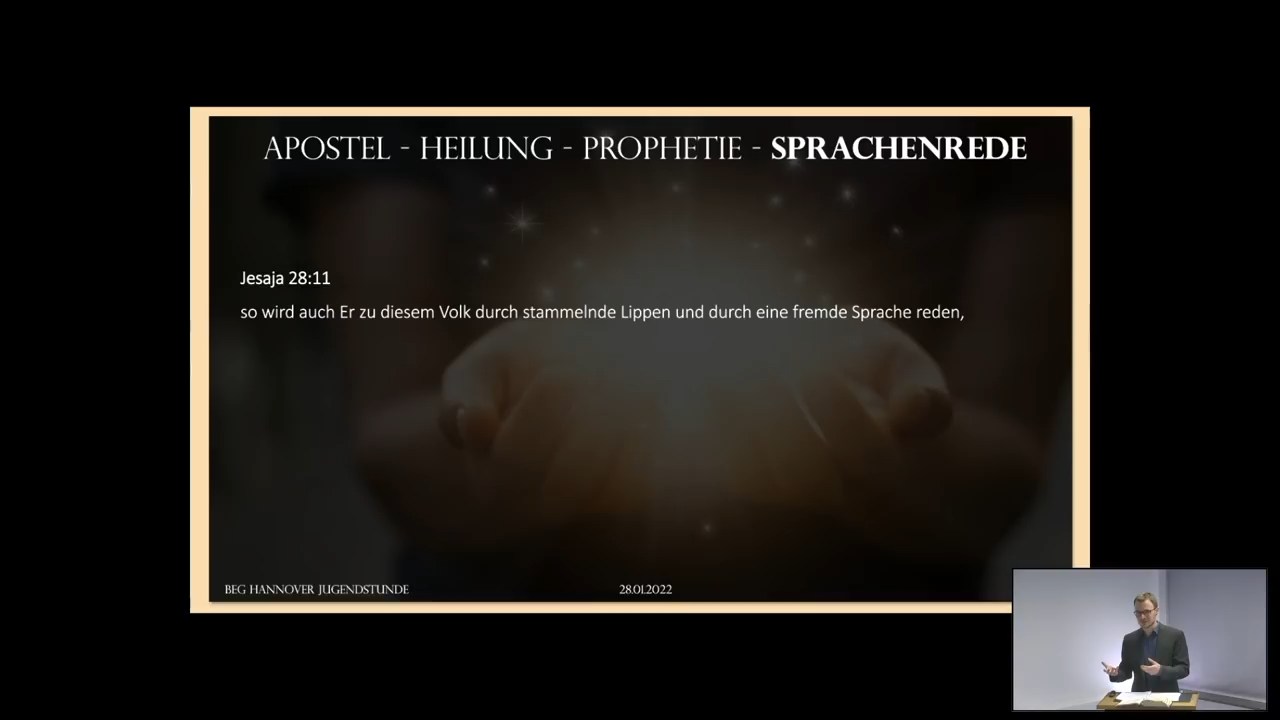 APOSTEL - HEILUNG - PROPHETIE - SPRACHENREDE
Jesaja 28:11
so wird auch Er zu diesem Volk durch stammelnde Lippen und durch eine fremde Sprache reden,
BEG HANNOVER JUGENDSTUNDE 28.01.2022